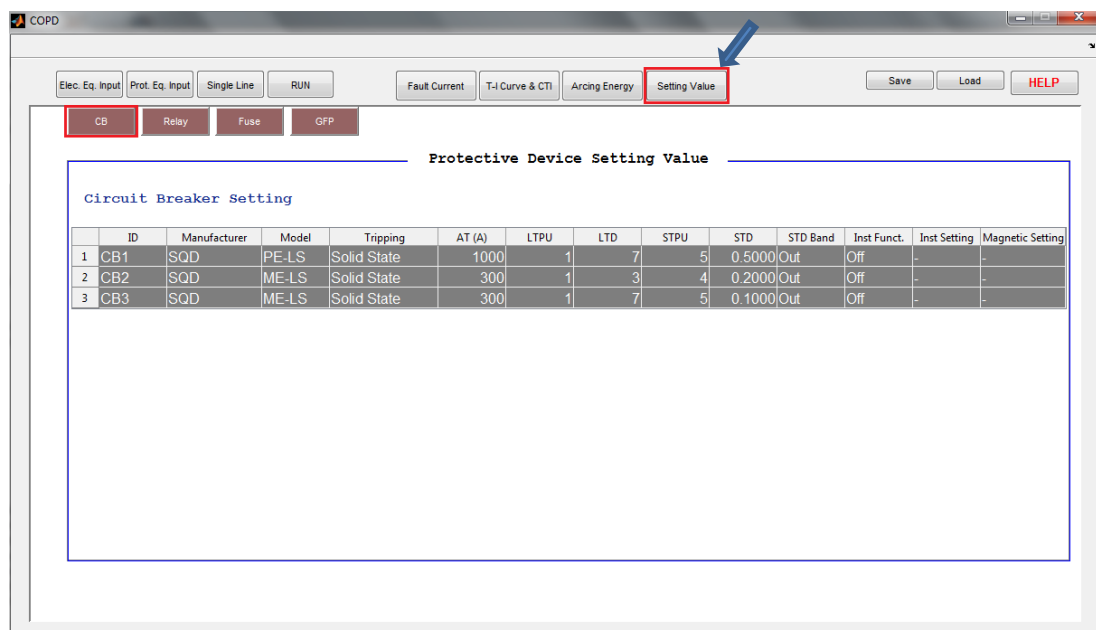 COPD
Elec. Eq. Input Prot. Eq. Input Single Line RUN Fault Current T-I Curve & CTI Arcing Energy Setting Value Save Load HELP
CB Relay Fuse GFP
Protective Device Setting Value
Circuit Breaker Setting
ID Manufacturer Model Tripping AT (A) LTPU LTD STPU STD STD Band Inst Funct. Inst Setting Magnetic Setting
1 CB1 SQD PE-LS Solid State 1000 1 7 5 0.5000 Out Off - -
2 CB2 SQD ME-LS Solid State 300 1 3 4 0.2000 Out Off - -
3 CB3 SQD ME-LS Solid State 300 1 7 5 0.1000 Out Off - -